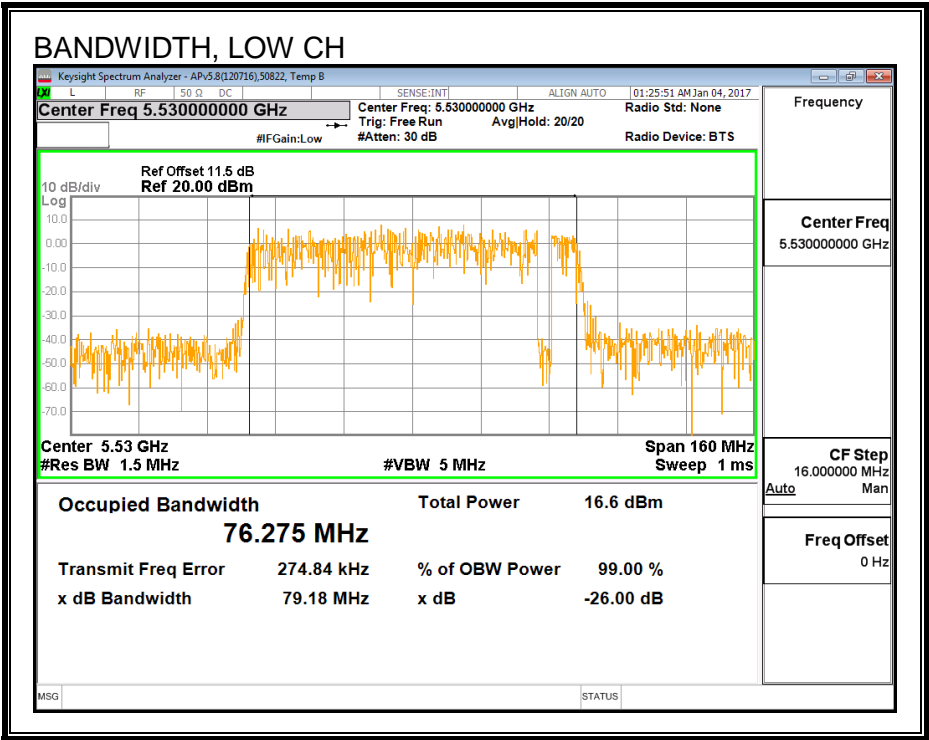 BANDWIDTH, LOW CH
Keysight Spectrum Analyzer - APv5.8(120716),50822, Temp B
LXI L RF 50 Ω DC SENSE:INT ALIGN AUTO 01:25:51 AM Jan 04, 2017
Center Freq 5.530000000 GHz
Center Freq: 5.530000000 GHz
Radio Std: None
Trig: Free Run Avg|Hold: 20/20
#IFGain:Low
#Atten: 30 dB
Radio Device: BTS
Frequency
Ref Offset 11.5 dB
10 dB/div Ref 20.00 dBm
Log
10.0
0.00
-10.0
-20.0
-30.0
-40.0
-50.0
-60.0
-70.0
Center 5.53 GHz Span 160 MHz
#Res BW 1.5 MHz #VBW 5 MHz Sweep 1 ms
Center Freq
5.530000000 GHz
CF Step
16.000000 MHz
Auto Man
Freq Offset
0 Hz
Occupied Bandwidth Total Power 16.6 dBm
76.275 MHz
Transmit Freq Error 274.84 kHz % of OBW Power 99.00 %
x dB Bandwidth 79.18 MHz x dB -26.00 dB
MSG STATUS